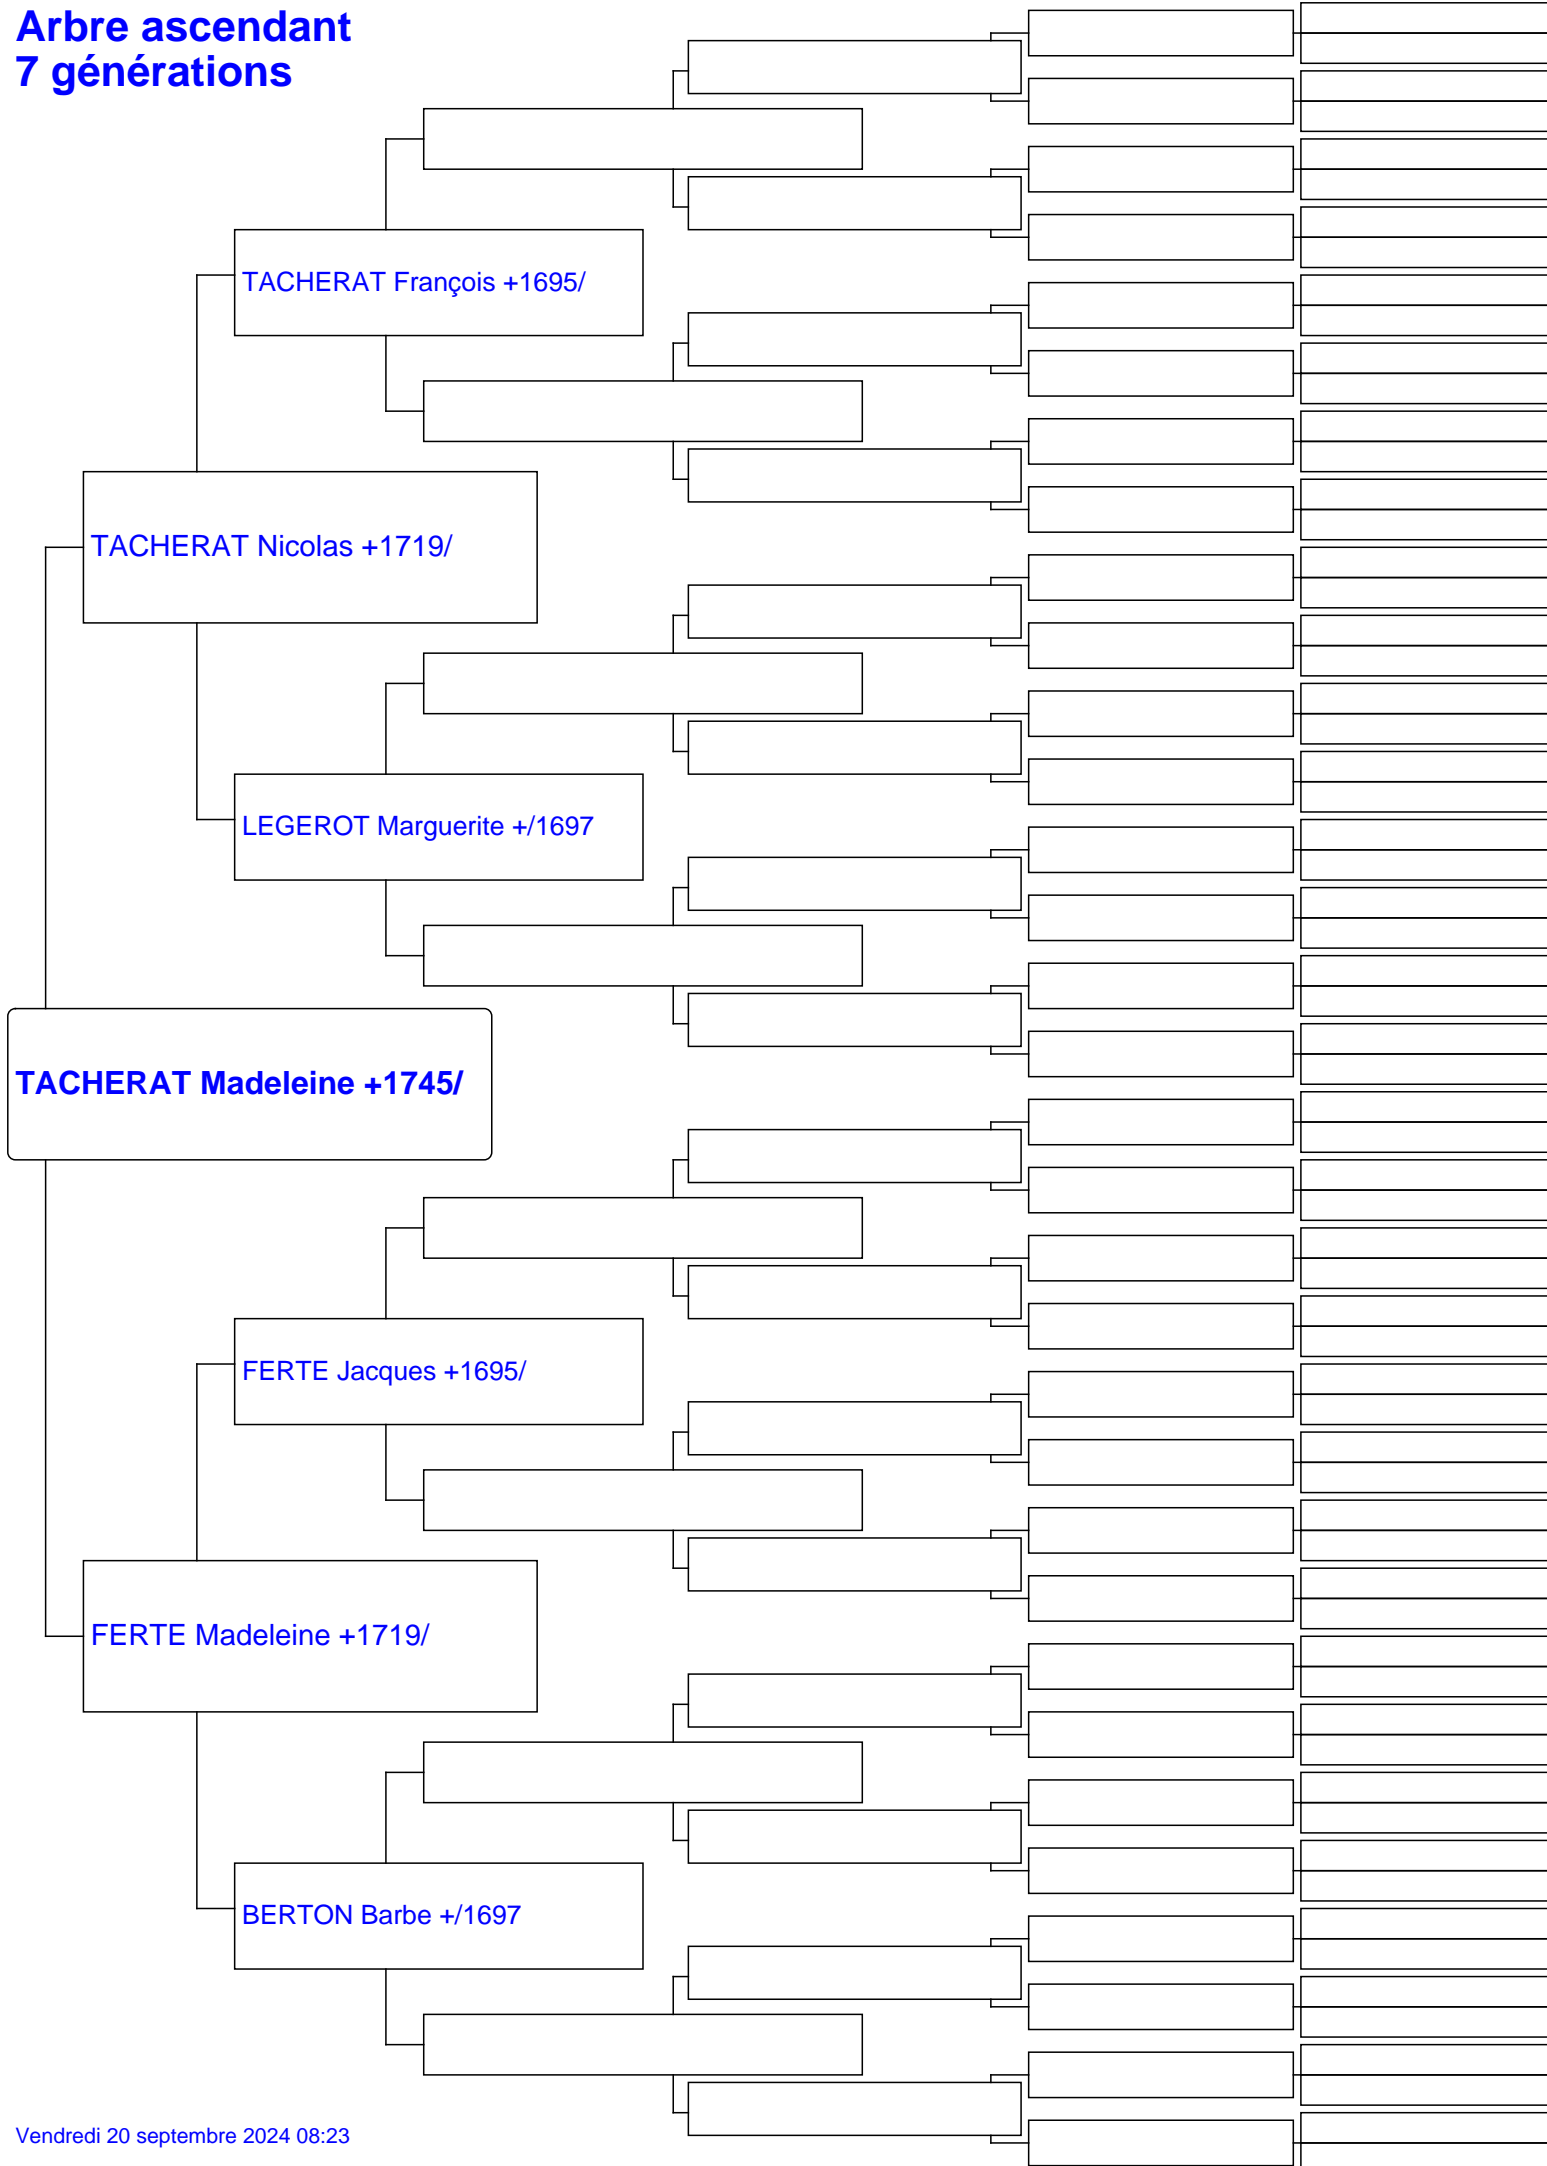 Arbre ascendant
7 générations
TACHERAT François +1695/
TACHERAT Nicolas +1719/
LEGEROT Marguerite +/1697
TACHERAT Madeleine +1745/
FERTE Jacques +1695/
FERTE Madeleine +1719/
BERTON Barbe +/1697
Vendredi 20 septembre 2024 08:23